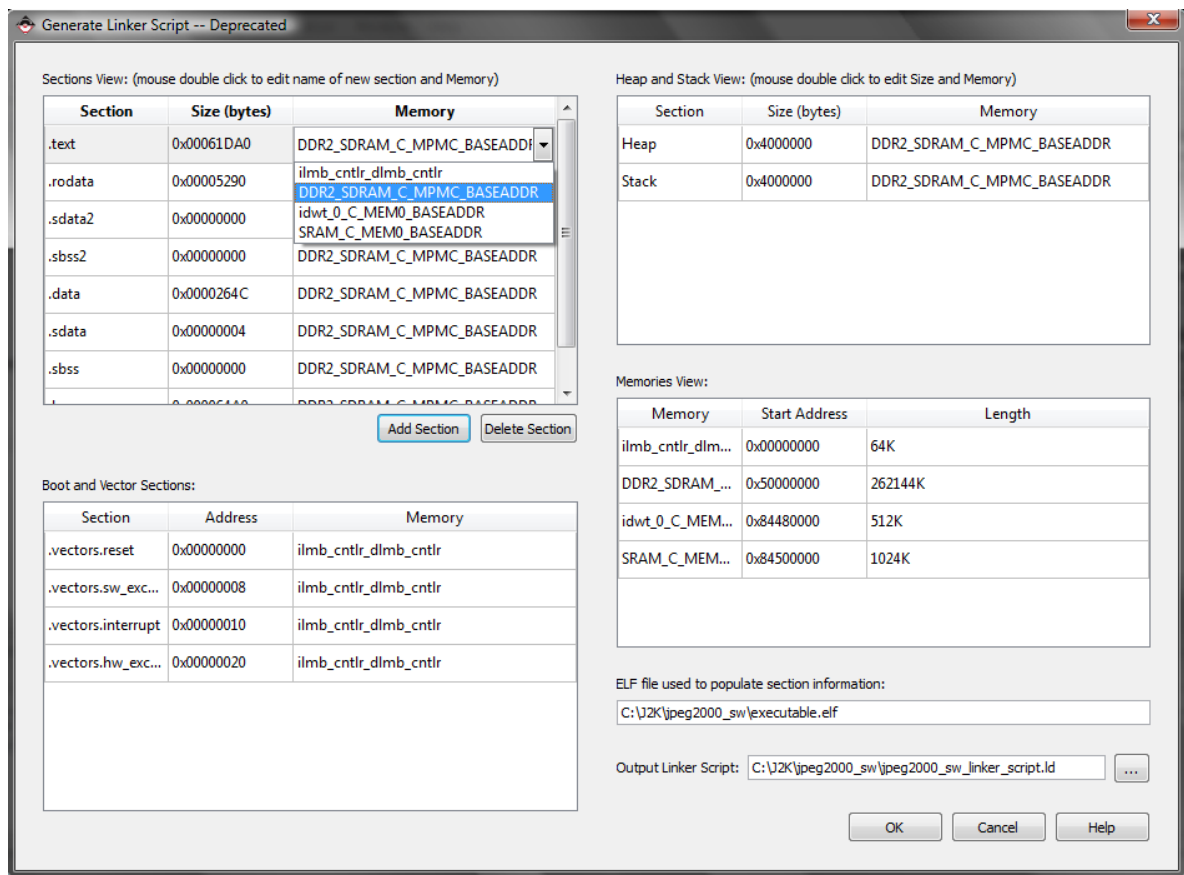 Generate Linker Script -- Deprecated
Sections View: (mouse double click to edit name of new section and Memory)
Section Size (bytes) Memory
.text 0x00061DA0 DDR2_SDRAM_C_MPMC_BASEADDR
ilmb_cntlr_dlmb_cntlr
.rodata 0x00005290 DDR2_SDRAM_C_MPMC_BASEADDR
idwt_0_C_MEM0_BASEADDR
.sdata2 0x00000000 SRAM_C_MEM0_BASEADDR
.sbss2 0x00000000 DDR2_SDRAM_C_MPMC_BASEADDR
.data 0x0000264C DDR2_SDRAM_C_MPMC_BASEADDR
.sdata 0x00000004 DDR2_SDRAM_C_MPMC_BASEADDR
.sbss 0x00000000 DDR2_SDRAM_C_MPMC_BASEADDR
Add Section Delete Section
Boot and Vector Sections:
Section Address Memory
.vectors.reset 0x00000000 ilmb_cntlr_dlmb_cntlr
.vectors.sw_exc... 0x00000008 ilmb_cntlr_dlmb_cntlr
.vectors.interrupt 0x00000010 ilmb_cntlr_dlmb_cntlr
.vectors.hw_exc... 0x00000020 ilmb_cntlr_dlmb_cntlr
Heap and Stack View: (mouse double click to edit Size and Memory)
Section Size (bytes) Memory
Heap 0x4000000 DDR2_SDRAM_C_MPMC_BASEADDR
Stack 0x4000000 DDR2_SDRAM_C_MPMC_BASEADDR
Memories View:
Memory Start Address Length
ilmb_cntlr_dlm... 0x00000000 64K
DDR2_SDRAM_... 0x50000000 262144K
idwt_0_C_MEM... 0x84480000 512K
SRAM_C_MEM... 0x84500000 1024K
ELF file used to populate section information:
C:\J2K\jpeg2000_sw\executable.elf
Output Linker Script: C:\J2K\jpeg2000_sw\jpeg2000_sw_linker_script.ld ...
OK Cancel Help